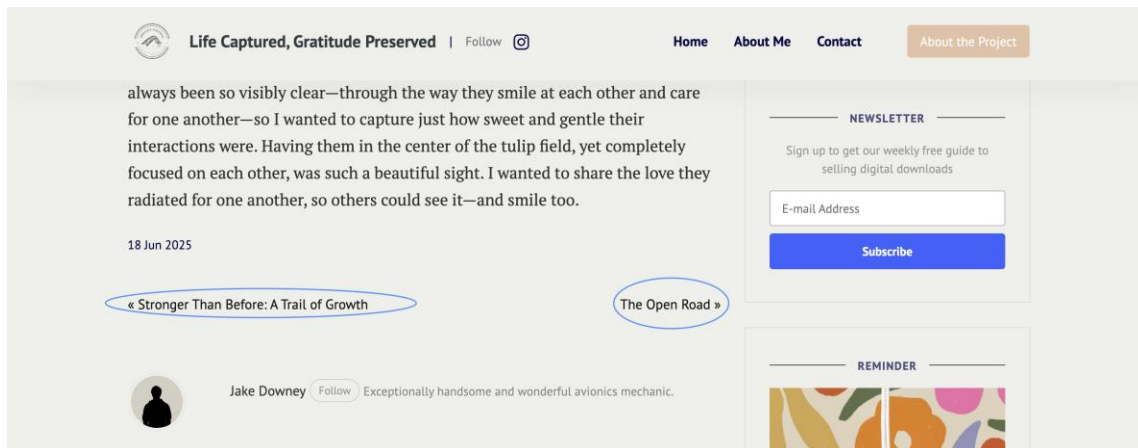 Life Captured, Gratitude Preserved | Follow
Home About Me Contact About the Project
always been so visibly clear—through the way they smile at each other and care
for one another—so I wanted to capture just how sweet and gentle their
interactions were. Having them in the center of the tulip field, yet completely
focused on each other, was such a beautiful sight. I wanted to share the love they
radiated for one another, so others could see it—and smile too.
18 Jun 2025
« Stronger Than Before: A Trail of Growth
The Open Road »
Jake Downey Follow Exceptionally handsome and wonderful avionics mechanic.
NEWSLETTER
Sign up to get our weekly free guide to
selling digital downloads
E-mail Address
Subscribe
REMINDER